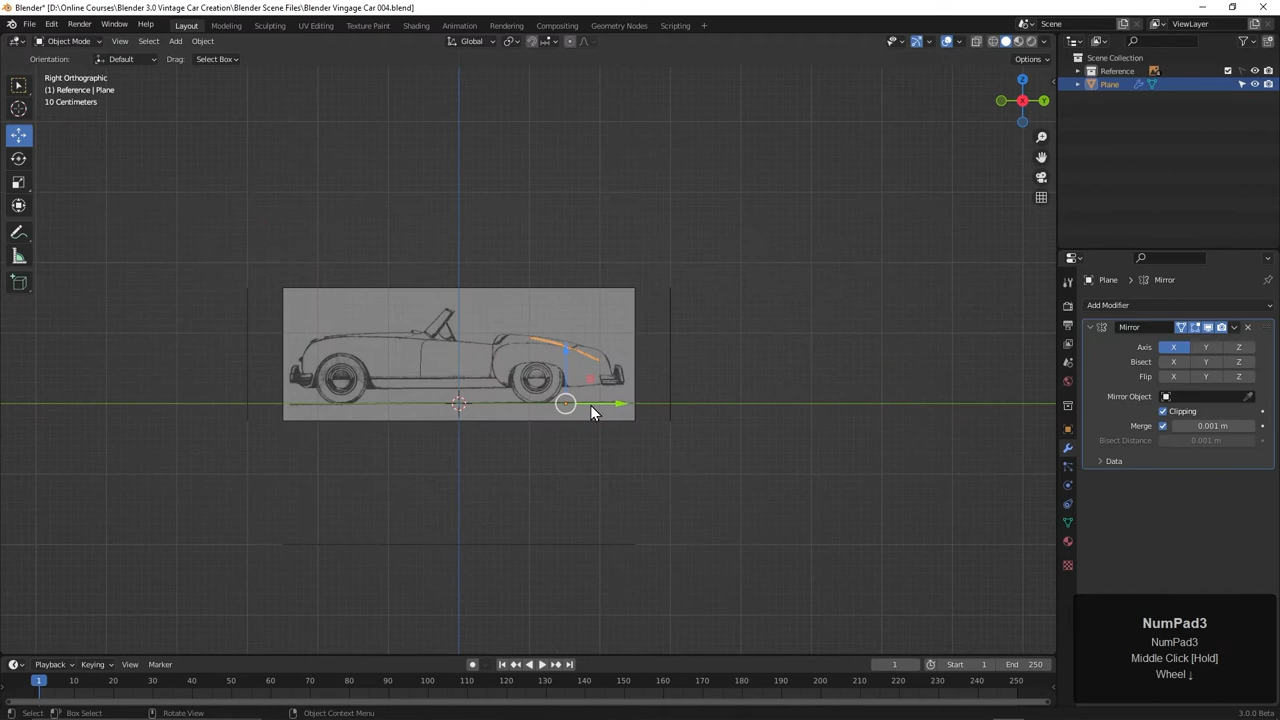 Blender* [D:\Online Courses\Blender 3.0 Vintage Car Creation\Blender Scene Files\Blender Vingage Car 004.blend]
File Edit Render Window Help Layout Modeling Sculpting UV Editing Texture Paint Shading Animation Rendering Compositing Geometry Nodes Scripting + Scene ViewLayer
Object Mode View Select Add Object Global
Orientation: Default Drag: Select Box Options
Right Orthographic
(1) Reference | Plane
10 Centimeters
Z
X
Y
Scene Collection
Reference
Plane
Plane > Mirror
Add Modifier
Mirror
Axis X Y Z
Bisect X Y Z
Flip X Y Z
Mirror Object
Clipping
Merge 0.001 m
Bisect Distance 0.001 m
Data
NumPad3
NumPad3
Middle Click [Hold]
Wheel ↓
Playback Keying View Marker 1 Start 1 End 250
1 10 20 30 40 50 60 70 80 90 100 110 120 130 140 150 160 170 180 190 200 210 220 230 240 250
Select Box Select Rotate View Object Context Menu 3.0.0 Beta